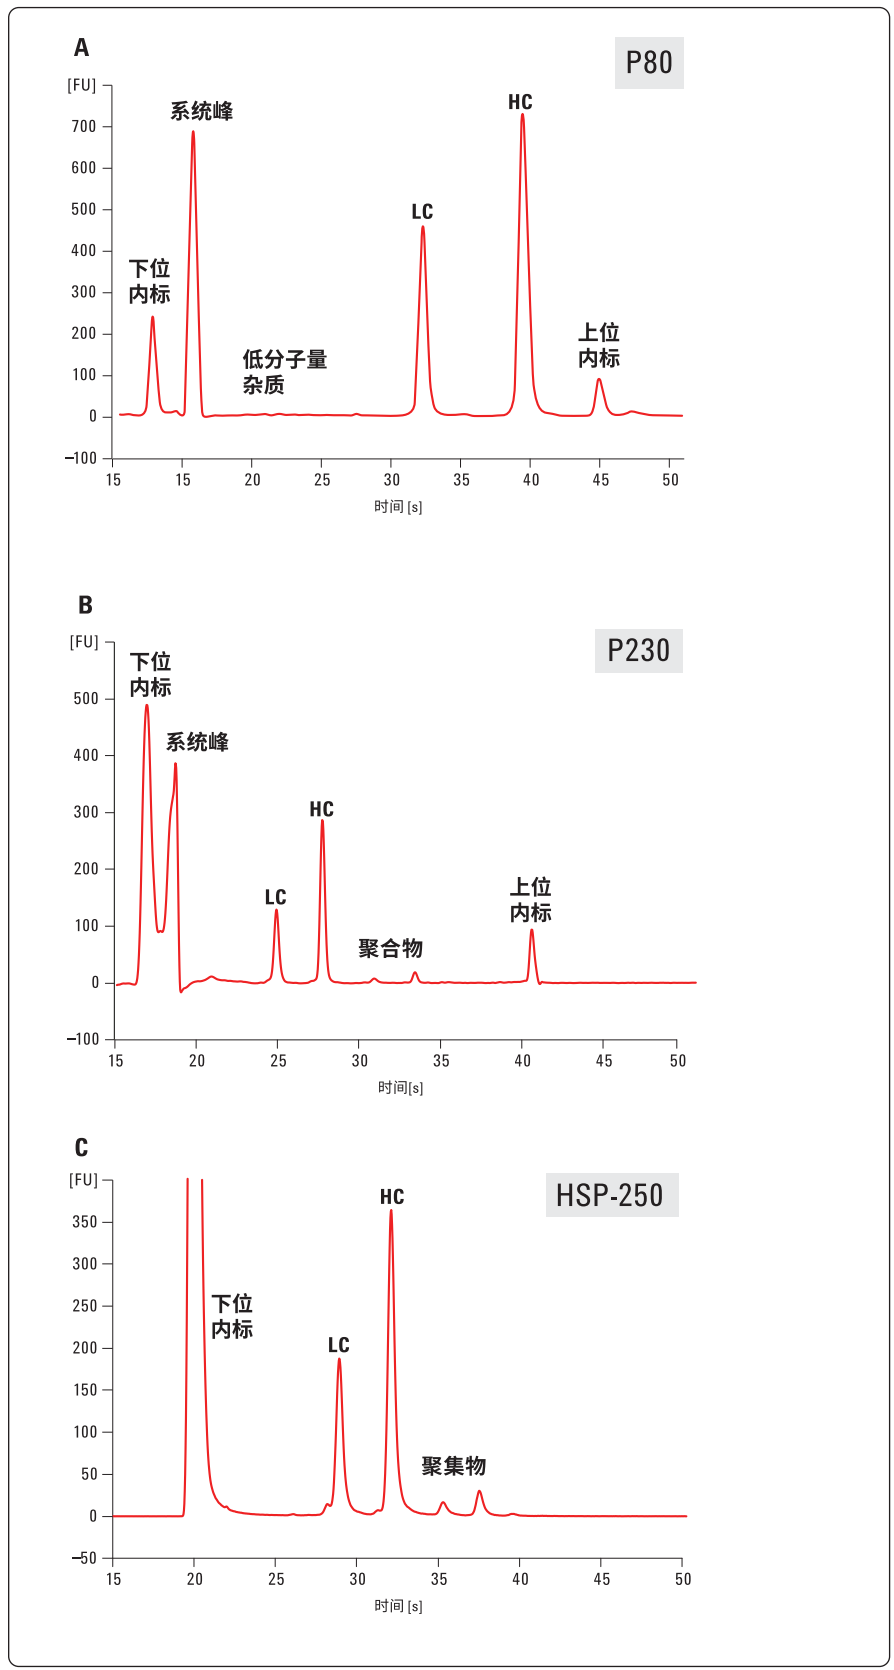 A
P80
[FU]
系统峰
HC
700
600
500
LC
400
下位
内标
300
上位
内标
200
低分子量
杂质
100
0
–100
15 15 20 25 30 35 40 45 50
时间 [s]
B
P230
[FU]
下位
内标
500
系统峰
400
HC
300
200
LC
上位
内标
100
聚合物
0
–100
15 20 25 30 35 40 45 50
时间[s]
C
HSP-250
[FU]
HC
350
300
下位
内标
250
LC
200
150
100
聚集物
50
0
–50
15 20 25 30 35 40 45 50
时间 [s]